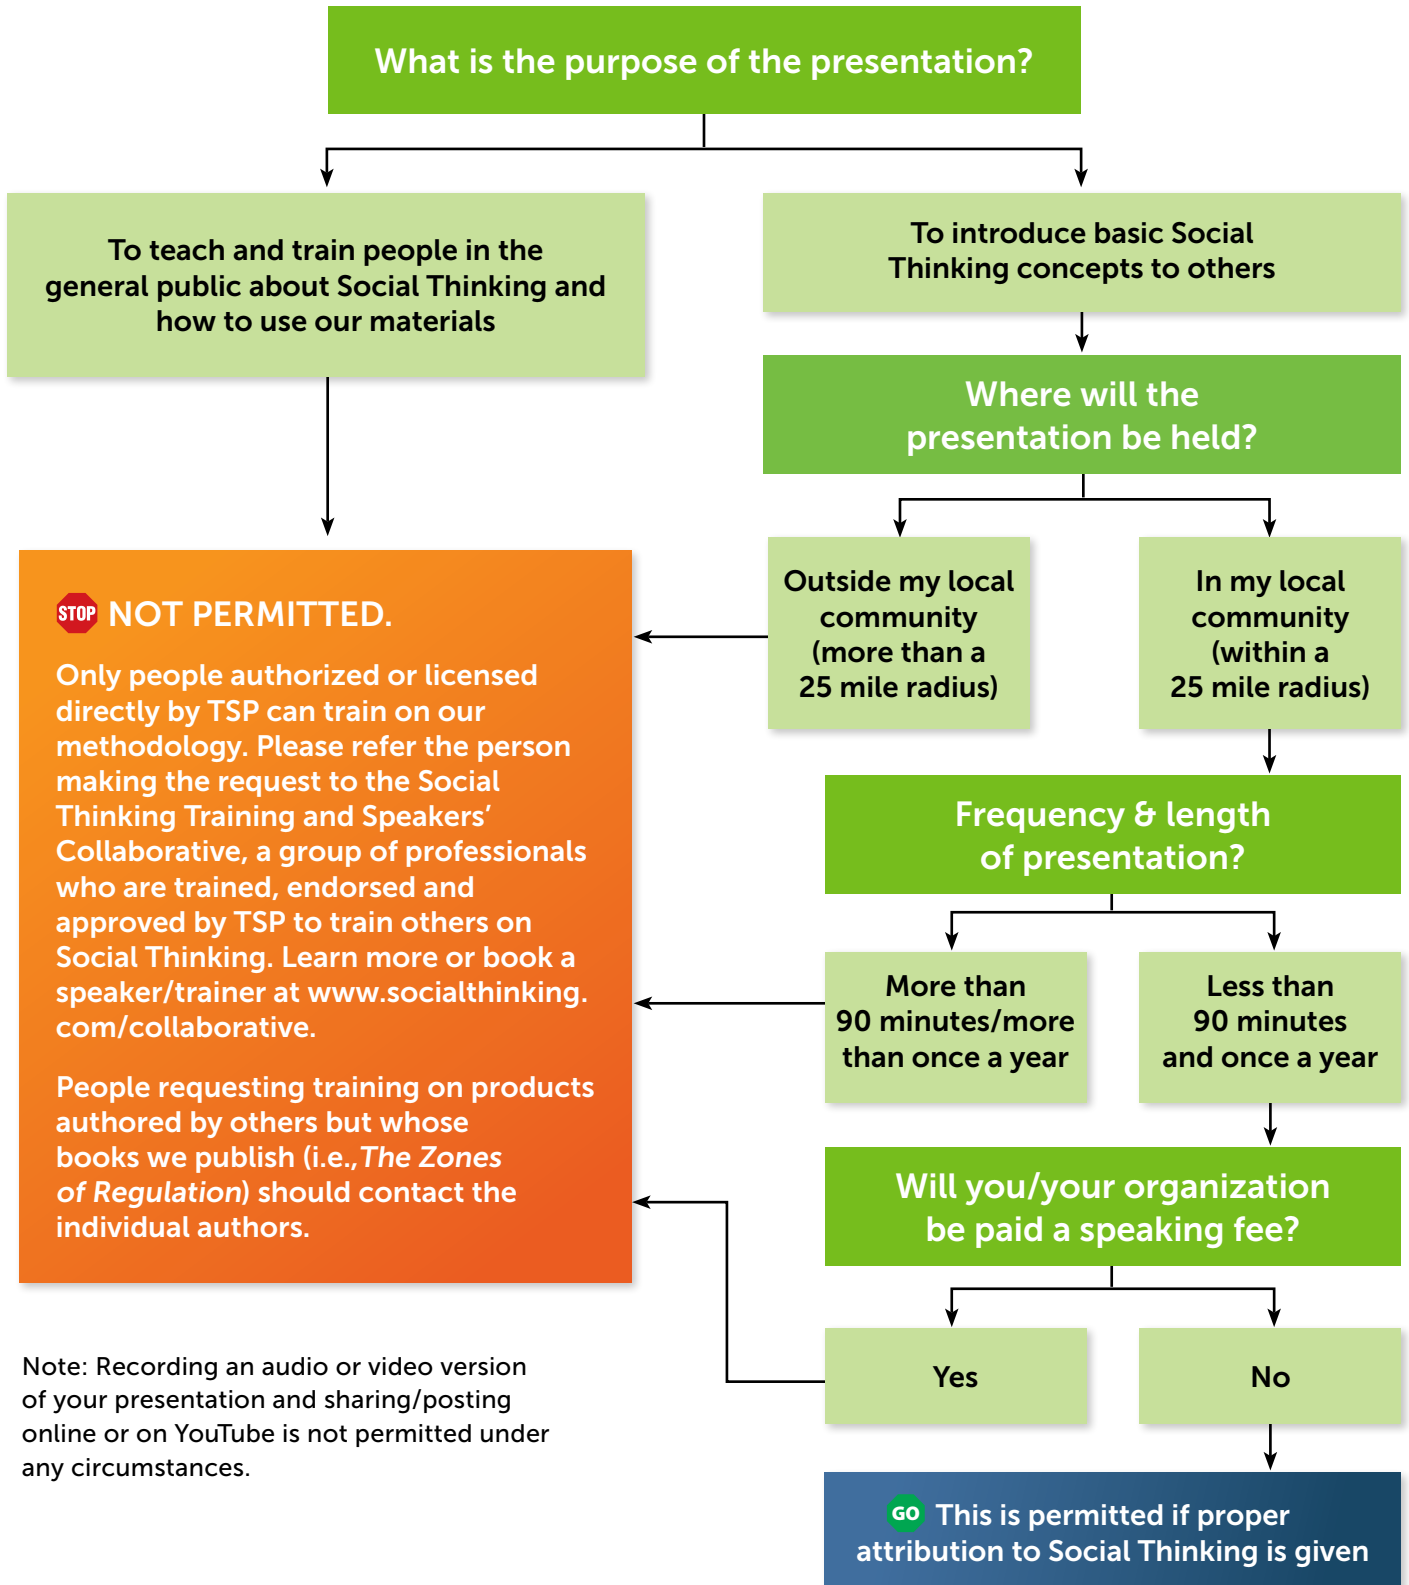 What is the purpose of the presentation?
To teach and train people in the
general public about Social Thinking and
how to use our materials
To introduce basic Social
Thinking concepts to others
Where will the
presentation be held?
Outside my local
community
(more than a
25 mile radius)
In my local
community
(within a
25 mile radius)
STOP NOT PERMITTED.
Only people authorized or licensed
directly by TSP can train on our
methodology. Please refer the person
making the request to the Social
Thinking Training and Speakers’
Collaborative, a group of professionals
who are trained, endorsed and
approved by TSP to train others on
Social Thinking. Learn more or book a
speaker/trainer at www.socialthinking.
com/collaborative.
People requesting training on products
authored by others but whose
books we publish (i.e., The Zones
of Regulation) should contact the
individual authors.
Frequency & length
of presentation?
More than
90 minutes/more
than once a year
Less than
90 minutes
and once a year
Will you/your organization
be paid a speaking fee?
Yes
No
Note: Recording an audio or video version
of your presentation and sharing/posting
online or on YouTube is not permitted under
any circumstances.
GO This is permitted if proper
attribution to Social Thinking is given